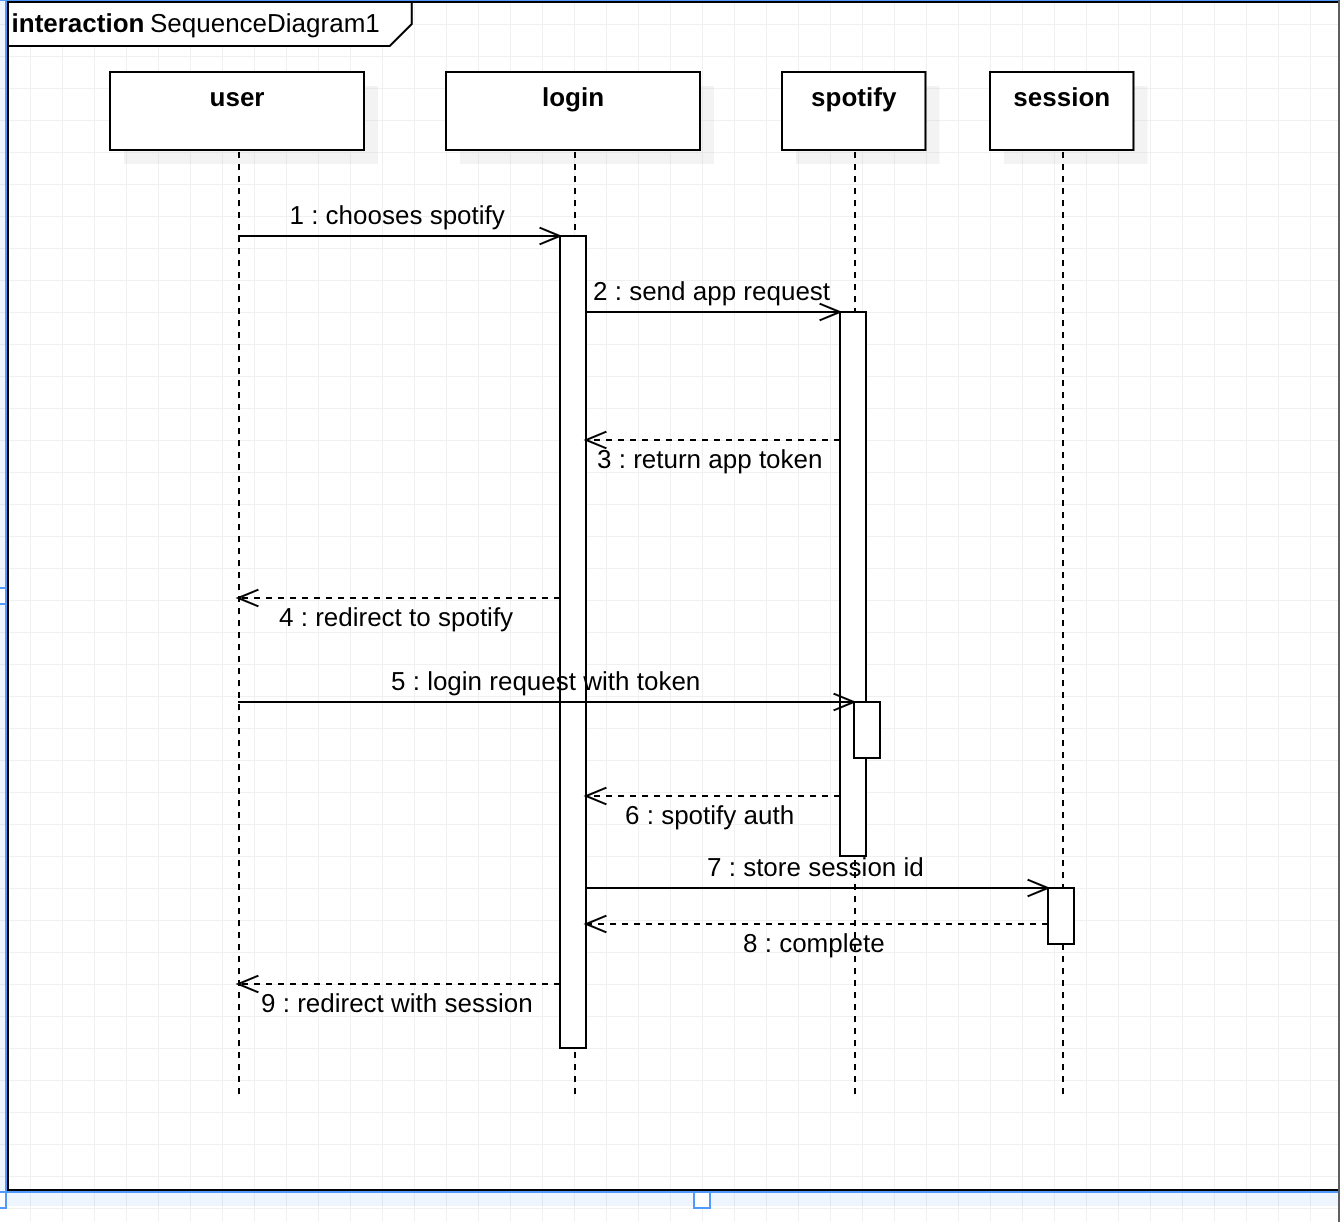 interaction SequenceDiagram1
user
login
spotify
session
1 : chooses spotify
2 : send app request
3 : return app token
4 : redirect to spotify
5 : login request with token
6 : spotify auth
7 : store session id
8 : complete
9 : redirect with session